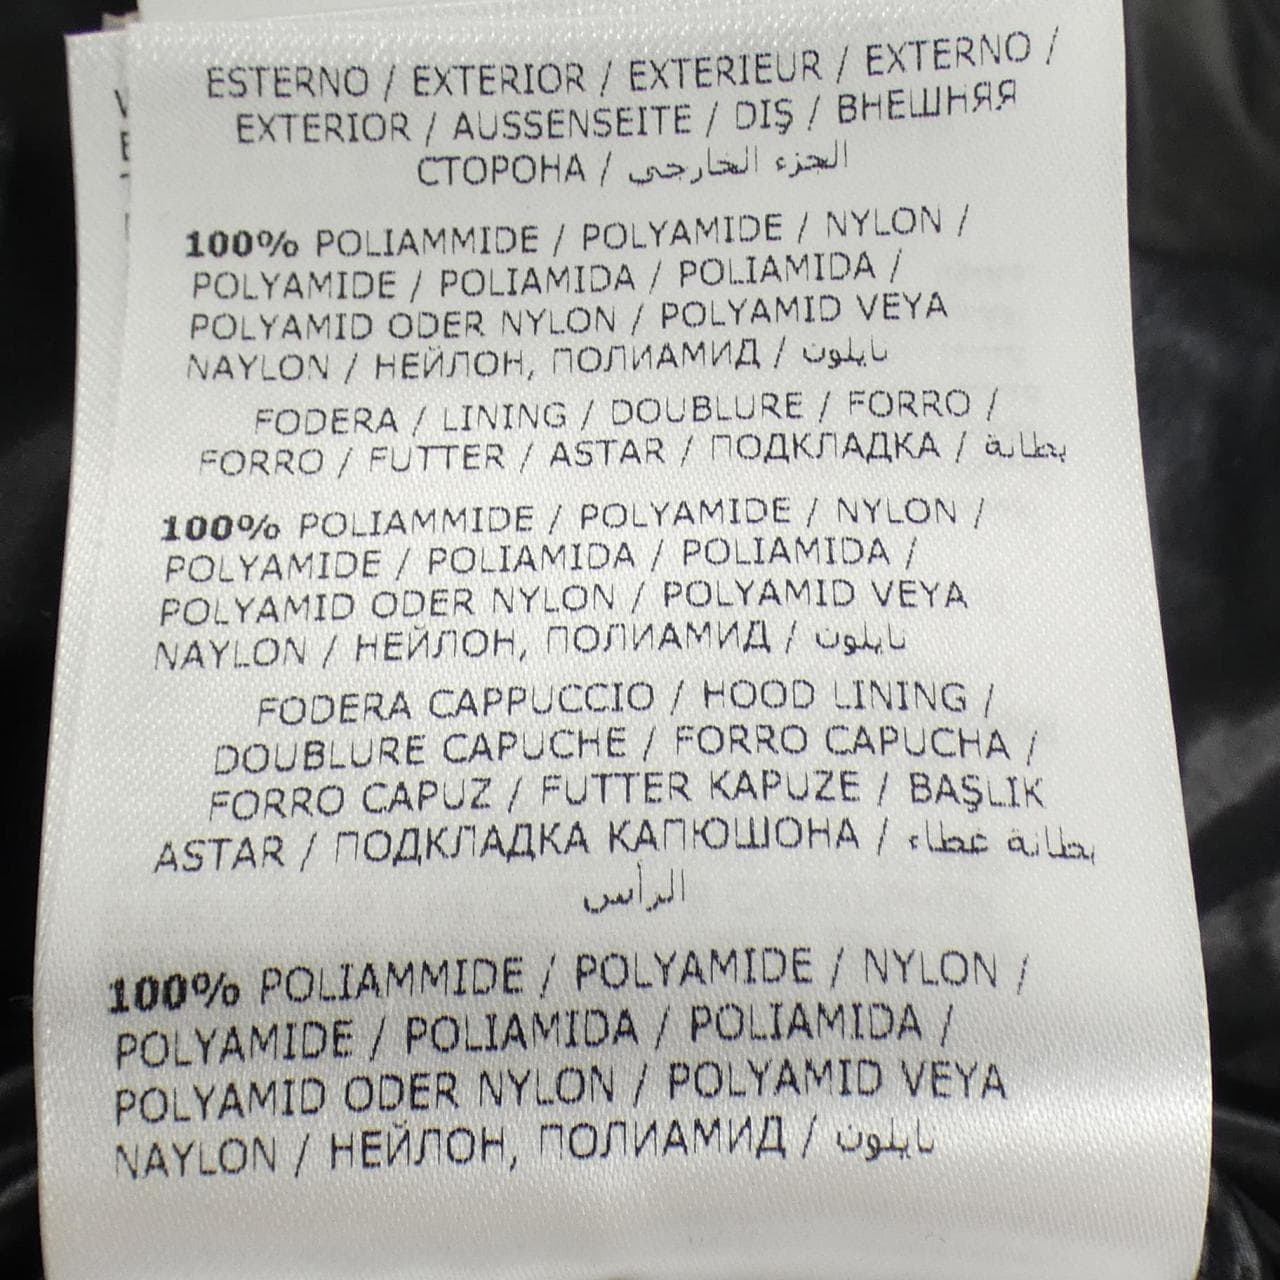 ESTERNO / EXTERIOR / EXTERIEUR / EXTERNO /
EXTERIOR / AUSSENSEITE / DIŞ / ВНЕШНЯЯ
СТОРОНА / الجزء الخارجي
100% POLIAMMIDE / POLYAMIDE / NYLON /
POLYAMIDE / POLIAMIDA / POLIAMIDA /
POLYAMID ODER NYLON / POLYAMID VEYA
NAYLON / НЕЙЛОН, ПОЛИАМИД / نايلون
FODERA / LINING / DOUBLURE / FORRO /
FORRO / FUTTER / ASTAR / ПОДКЛАДКА / بطانة
100% POLIAMMIDE / POLYAMIDE / NYLON /
POLYAMIDE / POLIAMIDA / POLIAMIDA /
POLYAMID ODER NYLON / POLYAMID VEYA
NAYLON / НЕЙЛОН, ПОЛИАМИД / نايلون
FODERA CAPPUCCIO / HOOD LINING /
DOUBLURE CAPUCHE / FORRO CAPUCHA /
FORRO CAPUZ / FUTTER KAPUZE / BAŞLIK
ASTAR / ПОДКЛАДКА КАПЮШОНА / بطانة غطاء
الرأس
100% POLIAMMIDE / POLYAMIDE / NYLON /
POLYAMIDE / POLIAMIDA / POLIAMIDA /
POLYAMID ODER NYLON / POLYAMID VEYA
NAYLON / НЕЙЛОН, ПОЛИАМИД / نايلون